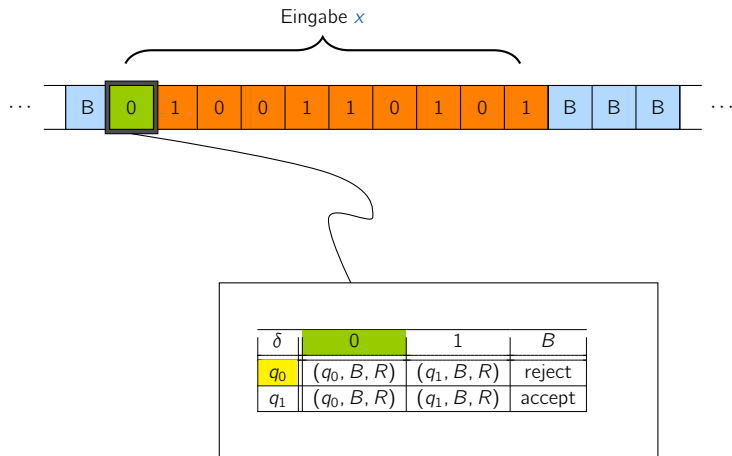 Eingabe x
··· B 0 1 0 0 1 1 0 1 0 1 B B B ···
δ 0 1 B
q₀ (q₀, B, R) (q₁, B, R) reject
q₁ (q₀, B, R) (q₁, B, R) accept